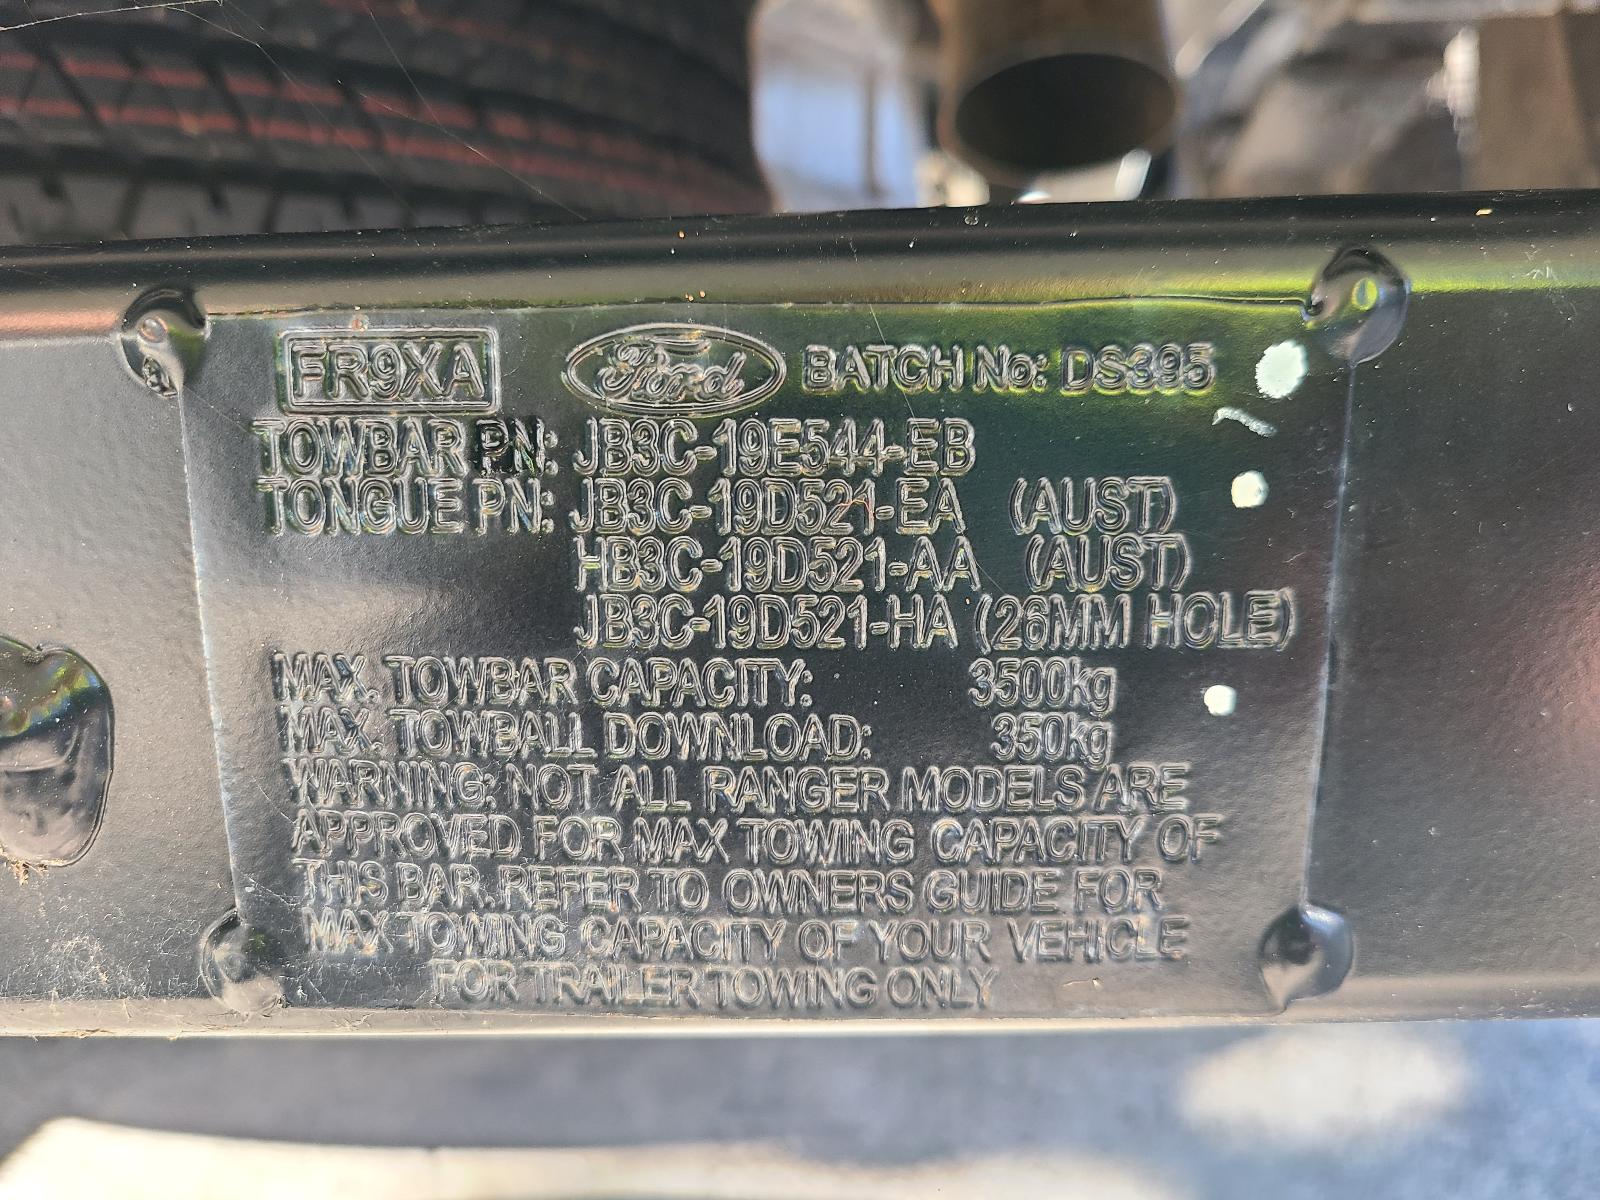 FR9XA Ford BATCH No: DS395
TOWBAR PN: JB3C-19E544-EB
TONGUE PN: JB3C-19D521-EA (AUST)
HB3C-19D521-AA (AUST)
JB3C-19D521-HA (26MM HOLE)
MAX. TOWBAR CAPACITY: 3500kg
MAX. TOWBALL DOWNLOAD: 350kg
WARNING: NOT ALL RANGER MODELS ARE
APPROVED FOR MAX TOWING CAPACITY OF
THIS BAR. REFER TO OWNERS GUIDE FOR
MAX TOWING CAPACITY OF YOUR VEHICLE
FOR TRAILER TOWING ONLY